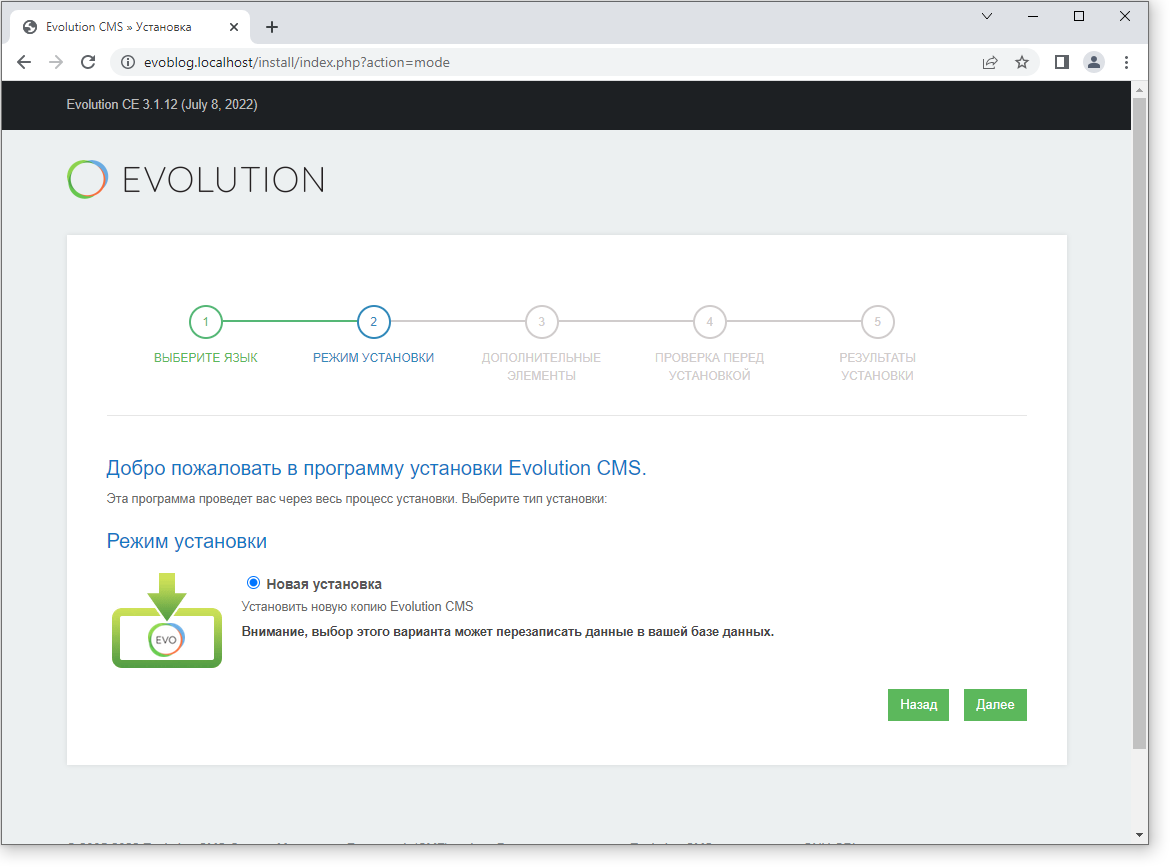 Evolution CMS » Установка
evoblog.localhost/install/index.php?action=mode
Evolution CE 3.1.12 (July 8, 2022)
EVOLUTION
1 2 3 4 5
ВЫБЕРИТЕ ЯЗЫК РЕЖИМ УСТАНОВКИ ДОПОЛНИТЕЛЬНЫЕ ПРОВЕРКА ПЕРЕД РЕЗУЛЬТАТЫ
ЭЛЕМЕНТЫ УСТАНОВКОЙ УСТАНОВКИ
Добро пожаловать в программу установки Evolution CMS.
Эта программа проведет вас через весь процесс установки. Выберите тип установки:
Режим установки
Новая установка
Установить новую копию Evolution CMS
EVO
Внимание, выбор этого варианта может перезаписать данные в вашей базе данных.
Назад Далее